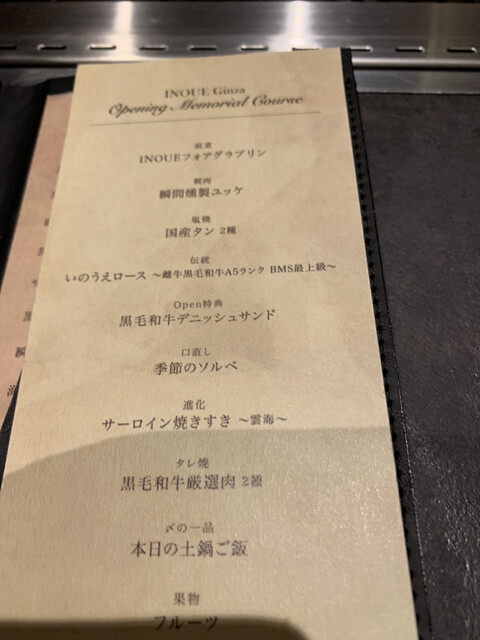 INOUE Ginza
Opening Memorial Course
前菜
INOUEフォアグラプリン
刺肉
瞬間燻製ユッケ
塩焼
国産タン 2種
伝統
いのうえロース 〜雌牛黒毛和牛A5ランク BMS最上級〜
Open特典
黒毛和牛デニッシュサンド
口直し
季節のソルベ
進化
サーロイン焼きすき 〜雲海〜
タレ焼
黒毛和牛厳選肉 2種
〆の一品
本日の土鍋ご飯
果物
フルーツ